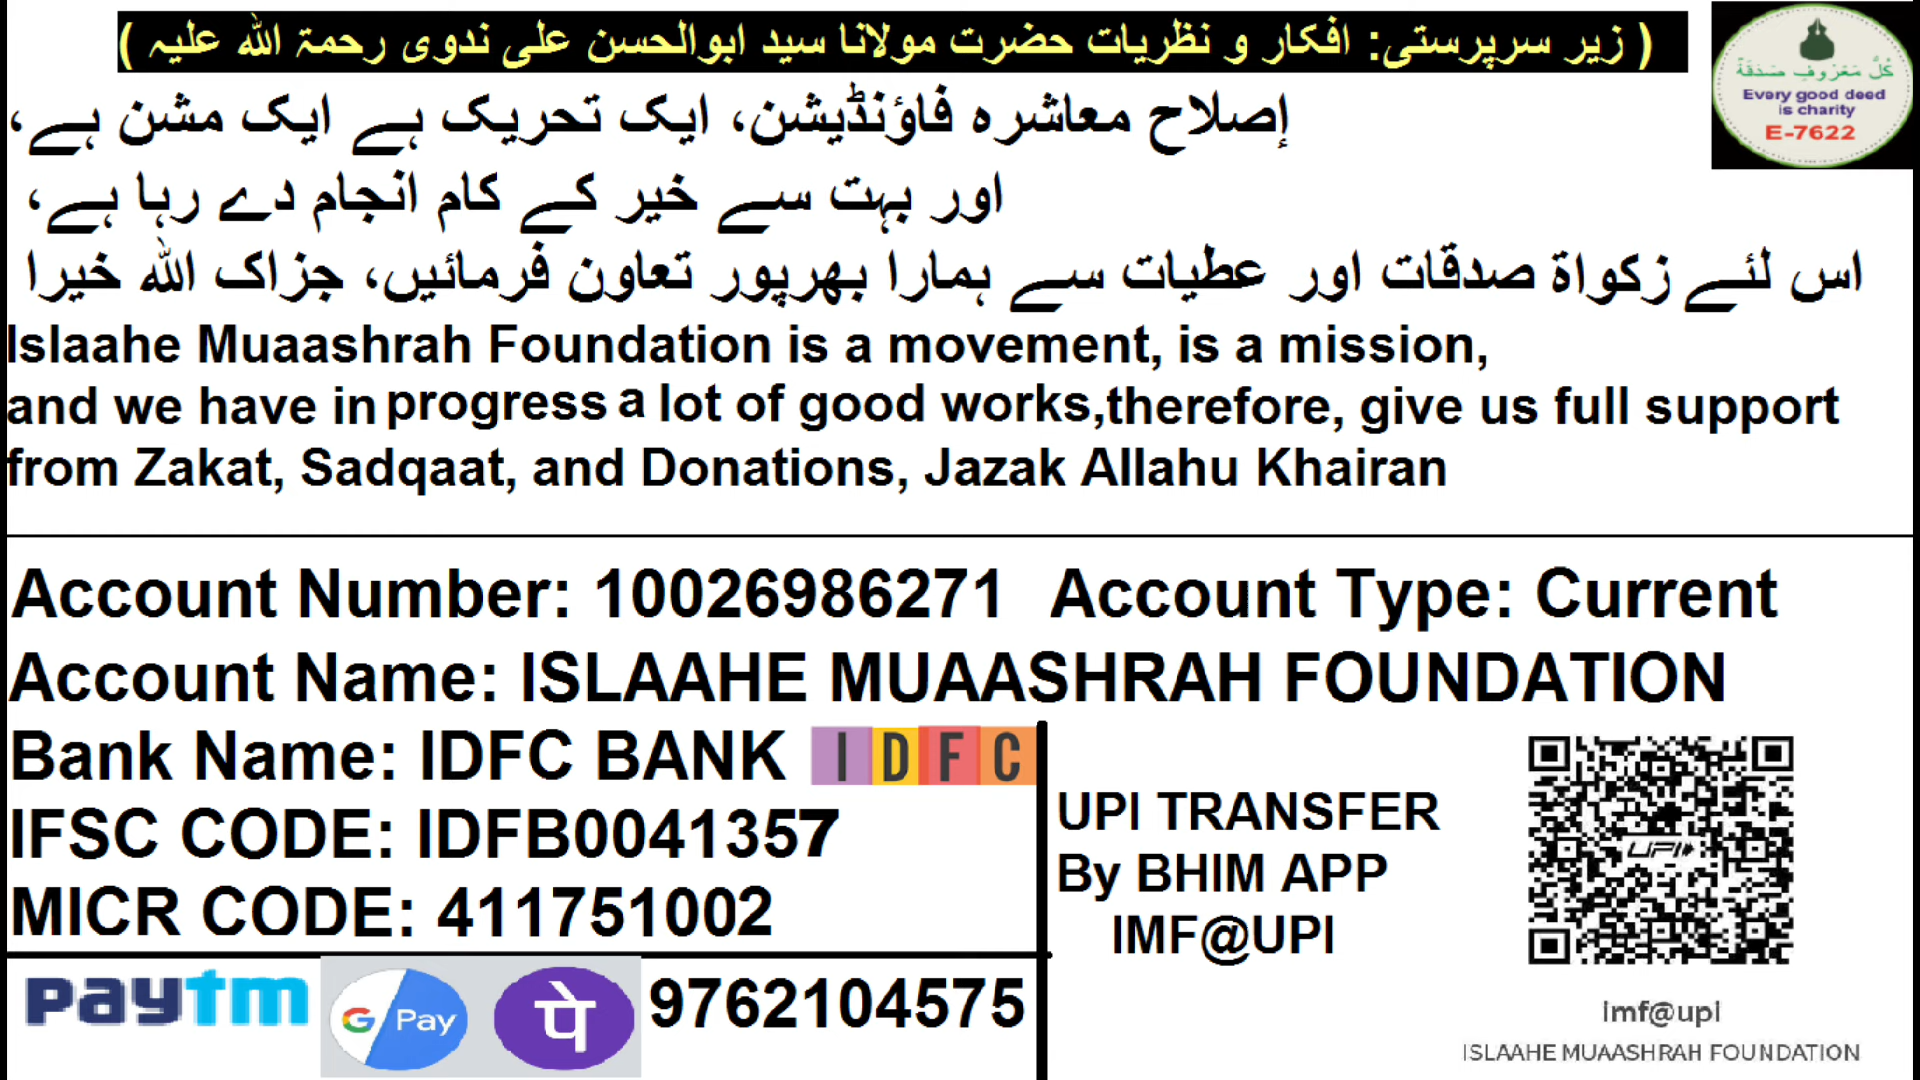 ( زیر سرپرستی: افکار و نظریات حضرت مولانا سید ابوالحسن علی ندوی رحمۃ اللہ علیہ )
كُلُّ مَعْرُوفٍ صَدَقَةٌ
Every good deed
is charity
E-7622
إصلاح معاشرہ فاؤنڈیشن، ایک تحریک ہے ایک مشن ہے،
اور بہت سے خیر کے کام انجام دے رہا ہے،
اس لئے زکواة صدقات اور عطیات سے ہمارا بھرپور تعاون فرمائیں، جزاک اللہ خیرا
Islaahe Muaashrah Foundation is a movement, is a mission,
and we have in progress a lot of good works,therefore, give us full support
from Zakat, Sadqaat, and Donations, Jazak Allahu Khairan
Account Number: 10026986271 Account Type: Current
Account Name: ISLAAHE MUAASHRAH FOUNDATION
Bank Name: IDFC BANK IDFC
IFSC CODE: IDFB0041357
MICR CODE: 411751002
paytm G Pay पे 9762104575
UPI TRANSFER
By BHIM APP
IMF@UPI
UPI
imf@upi
ISLAAHE MUAASHRAH FOUNDATION